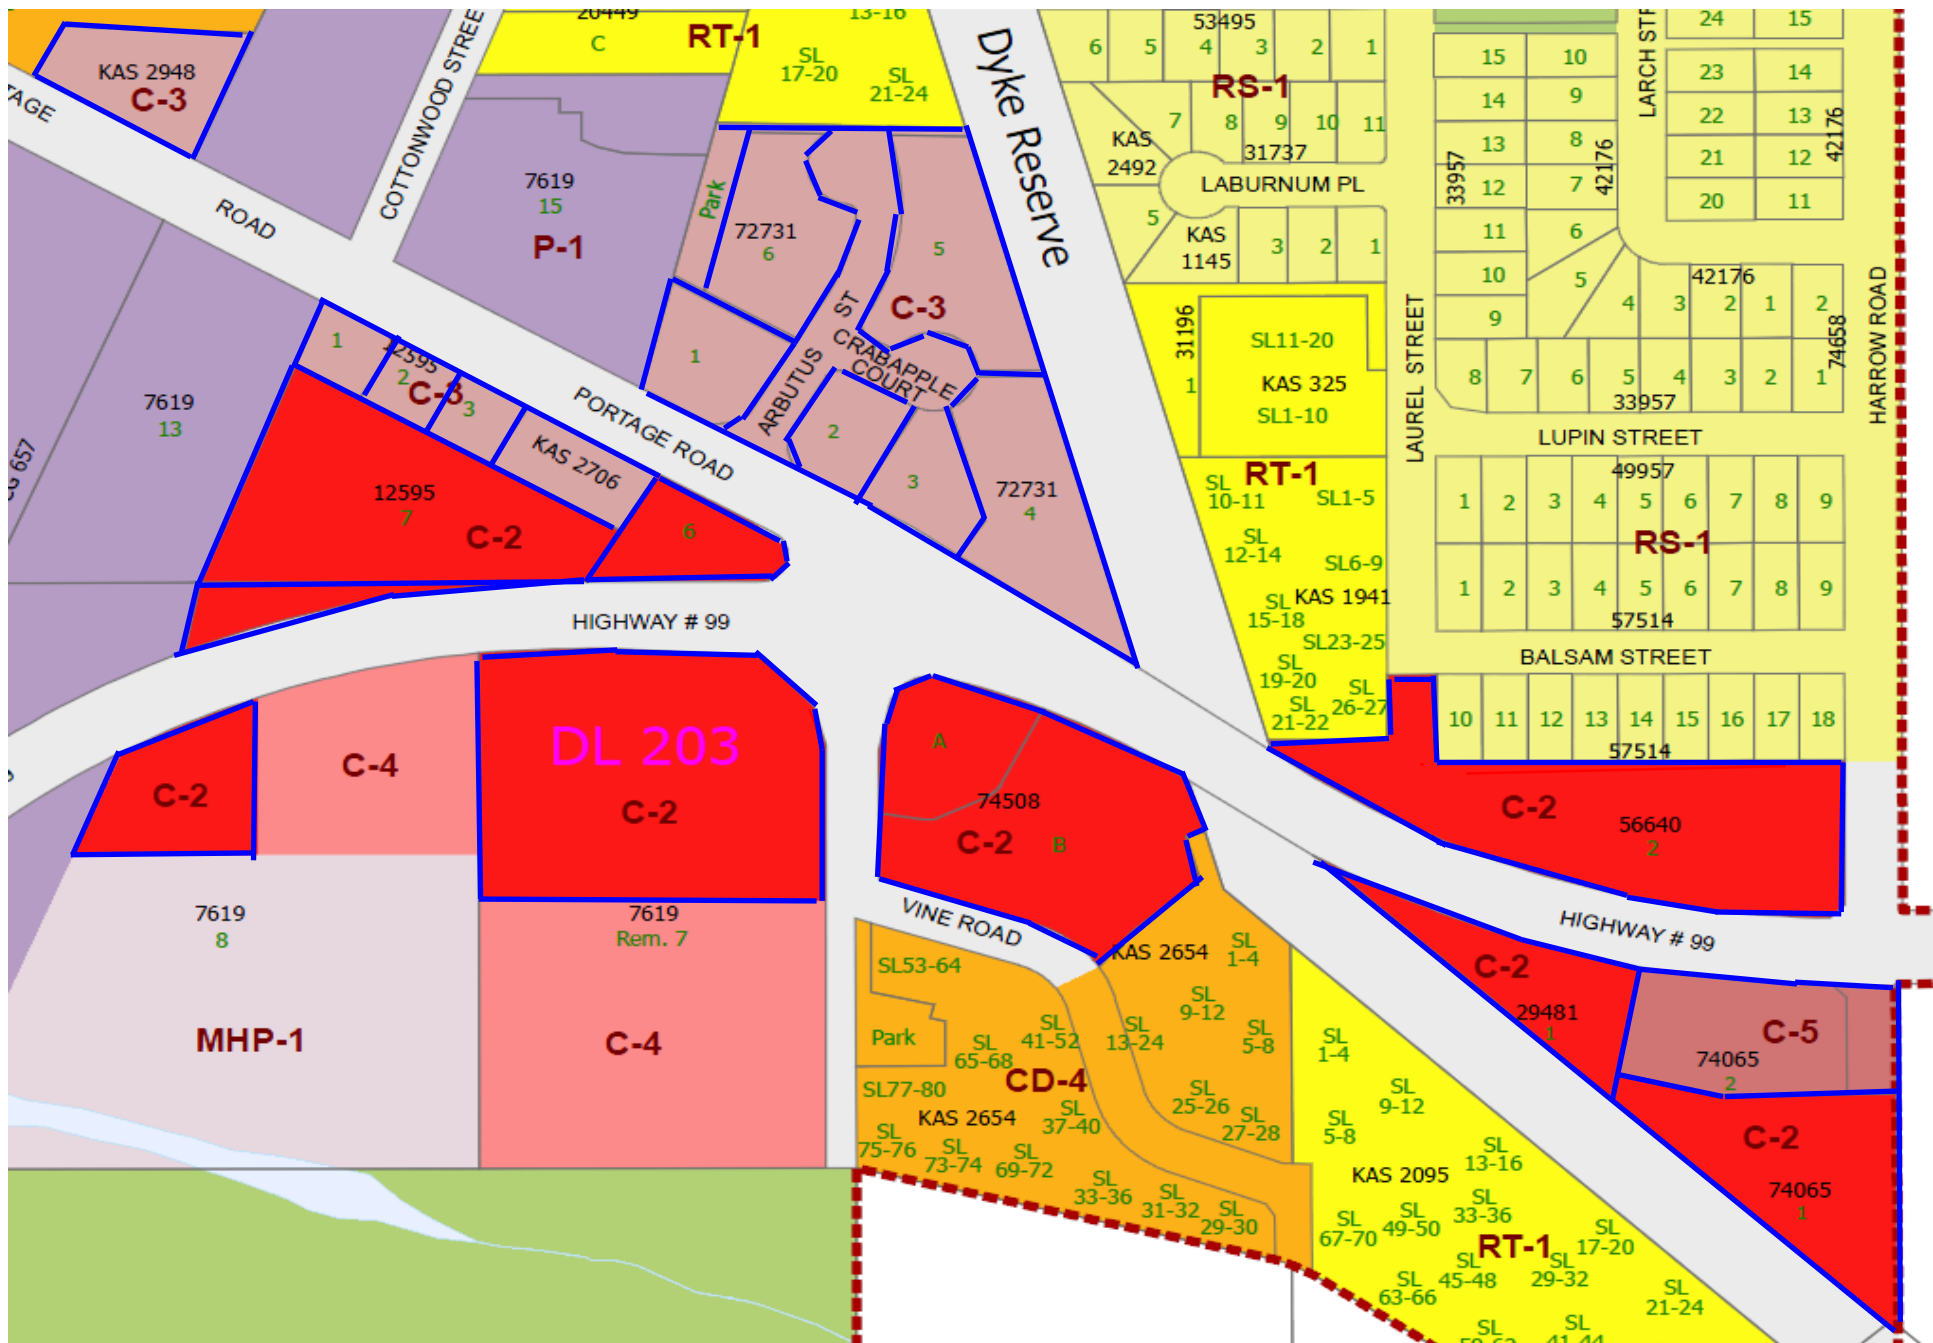 20449
C
RT-1
13-16
SL
17-20
SL
21-24
KAS 2948
C-3
TAGE
ROAD
COTTONWOOD STREE
7619
15
P-1
Park
72731
6
5
C-3
1
ARBUTUS ST
CRABAPPLE
COURT
2
3
72731
4
Dyke Reserve
53495
6 5 4 3 2 1
RS-1
7 8 9 10 11
31737
KAS
2492
LABURNUM PL
5
KAS
1145
3 2 1
31196
1
SL11-20
KAS 325
SL1-10
RT-1
SL
10-11
SL1-5
SL
12-14
SL6-9
KAS 1941
SL
15-18
SL23-25
SL
19-20
SL
26-27
SL
21-22
LAUREL STREET
15 10
14 9
13 8
12 7
11 6
10 5
9
33957
42176
LARCH STR
24 15
23 14
22 13
21 12
20 11
42176
42176
4 3 2 1 2
74658
8 7 6 5 4 3 2 1
33957
HARROW ROAD
LUPIN STREET
49957
1 2 3 4 5 6 7 8 9
RS-1
1 2 3 4 5 6 7 8 9
57514
BALSAM STREET
10 11 12 13 14 15 16 17 18
57514
7619
13
1
12595
2
C-3
3
KAS 2706
PORTAGE ROAD
12595
7
C-2
6
HIGHWAY # 99
C-2
C-4
DL 203
C-2
A
74508
C-2
B
VINE ROAD
C-2
56640
2
HIGHWAY # 99
C-2
29481
1
C-5
74065
2
C-2
74065
1
7619
8
MHP-1
7619
Rem. 7
C-4
SL53-64
KAS 2654
SL
1-4
SL
9-12
SL
5-8
Park
SL
65-68
SL
41-52
SL
13-24
CD-4
SL77-80
KAS 2654
SL
37-40
SL
25-26
SL
27-28
SL
75-76
SL
73-74
SL
69-72
SL
33-36
SL
31-32
SL
29-30
SL
1-4
SL
9-12
SL
5-8
SL
13-16
KAS 2095
SL
67-70
SL
49-50
SL
33-36
RT-1
SL
17-20
SL
45-48
SL
29-32
SL
63-66
SL
21-24
SL
SL
41-44